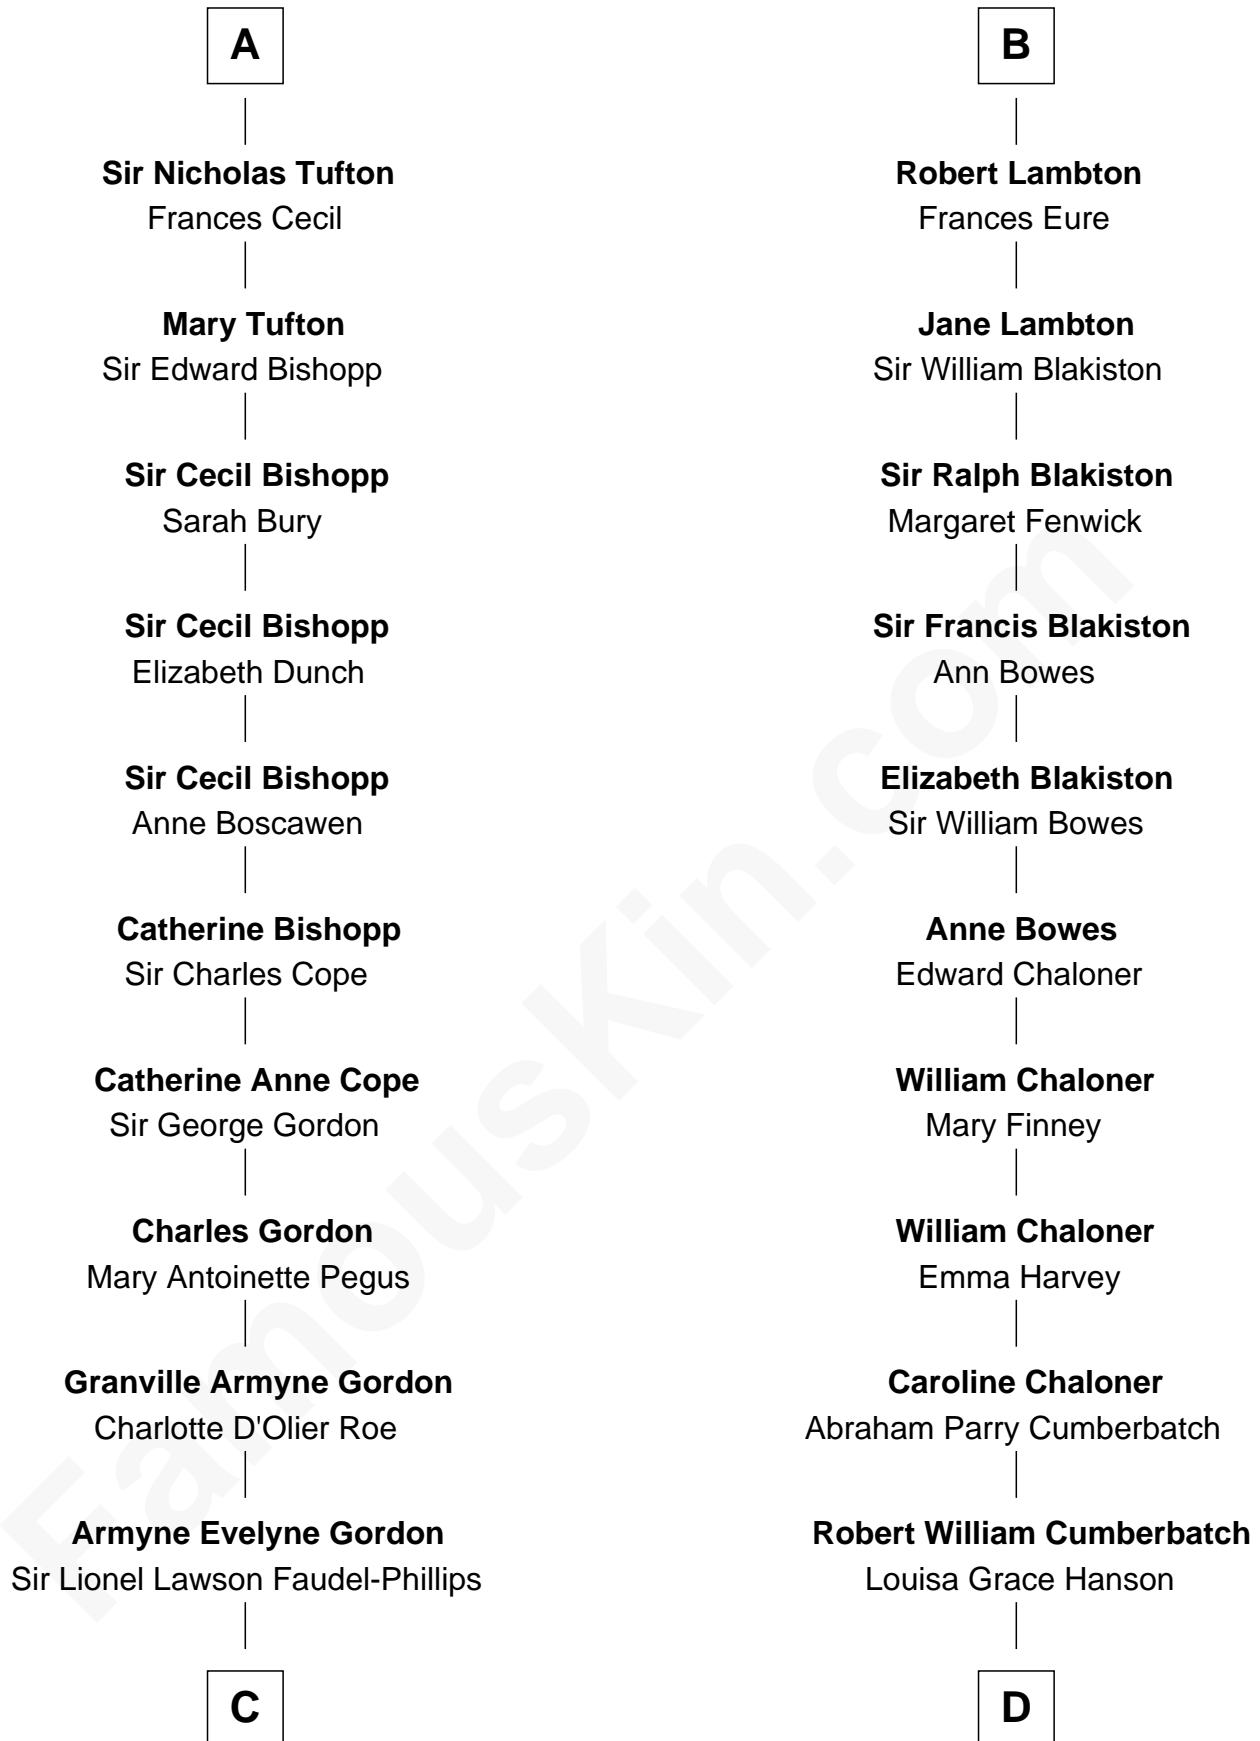 A
Sir Nicholas Tufton
Frances Cecil
Mary Tufton
Sir Edward Bishopp
Sir Cecil Bishopp
Sarah Bury
Sir Cecil Bishopp
Elizabeth Dunch
Sir Cecil Bishopp
Anne Boscawen
Catherine Bishopp
Sir Charles Cope
Catherine Anne Cope
Sir George Gordon
Charles Gordon
Mary Antoinette Pegus
Granville Armyne Gordon
Charlotte D'Olier Roe
Armyne Evelyne Gordon
Sir Lionel Lawson Faudel-Phillips
C
B
Robert Lambton
Frances Eure
Jane Lambton
Sir William Blakiston
Sir Ralph Blakiston
Margaret Fenwick
Sir Francis Blakiston
Ann Bowes
Elizabeth Blakiston
Sir William Bowes
Anne Bowes
Edward Chaloner
William Chaloner
Mary Finney
William Chaloner
Emma Harvey
Caroline Chaloner
Abraham Parry Cumberbatch
Robert William Cumberbatch
Louisa Grace Hanson
D
FamousKin.com